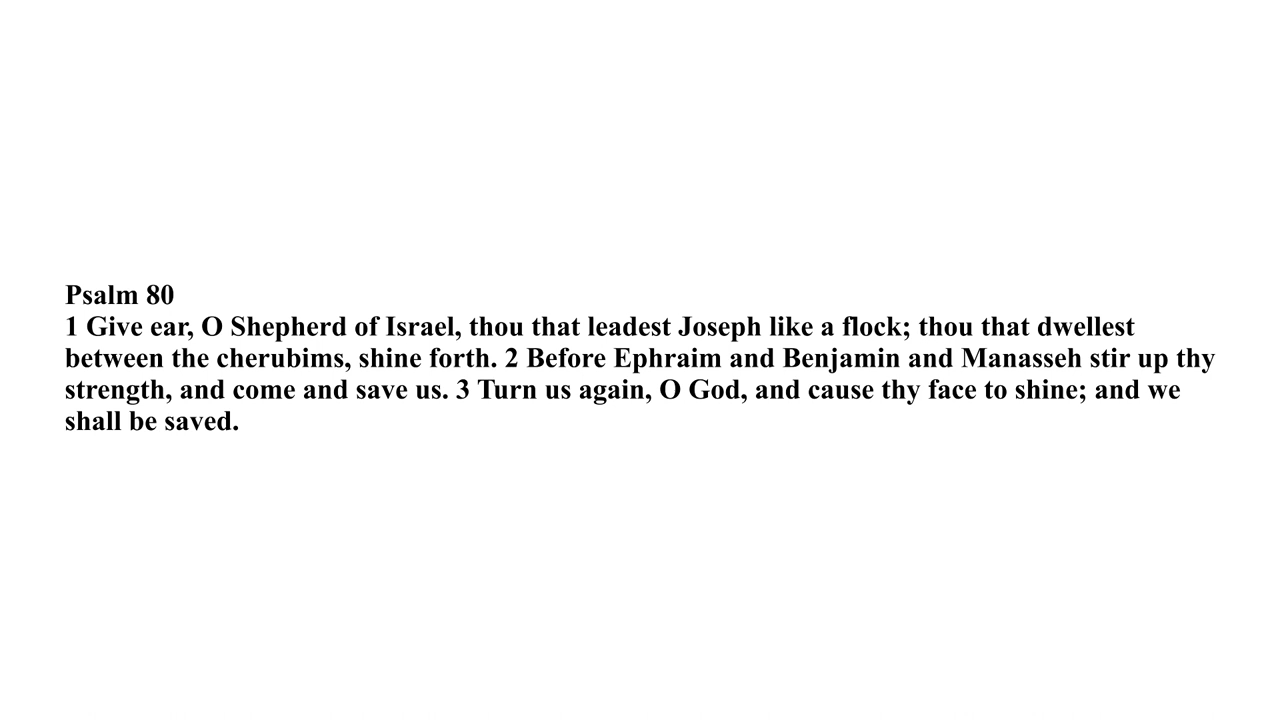 Psalm 80
1 Give ear, O Shepherd of Israel, thou that leadest Joseph like a flock; thou that dwellest
between the cherubims, shine forth. 2 Before Ephraim and Benjamin and Manasseh stir up thy
strength, and come and save us. 3 Turn us again, O God, and cause thy face to shine; and we
shall be saved.